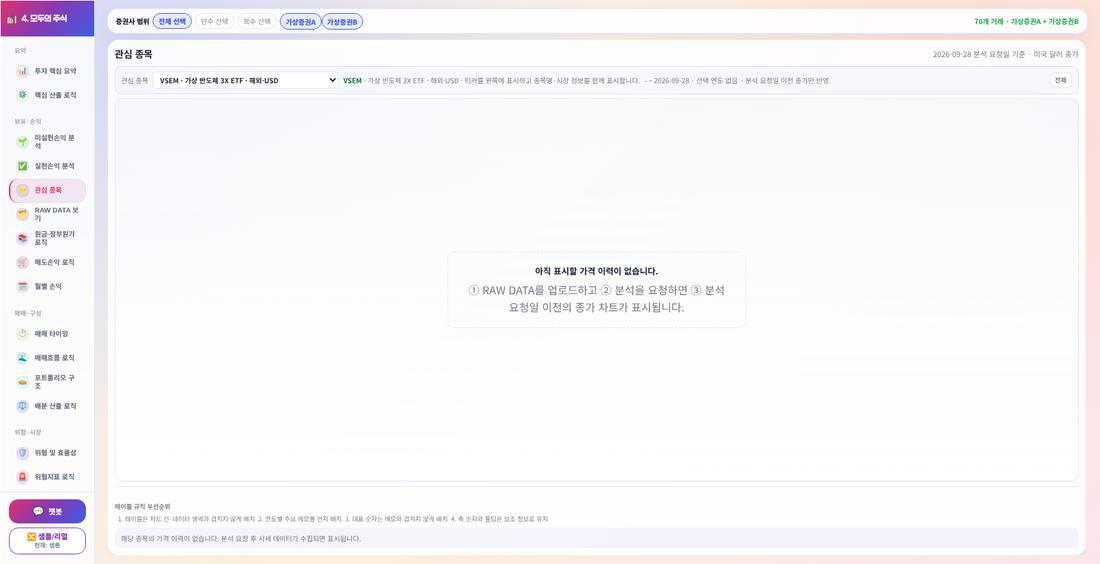 4. 모두의 주식
요약
투자 핵심 요약
핵심 산출 로직
보유·손익
미실현손익 분
석
실현손익 분석
관심 종목
RAW DATA 보
기
원금·장부원가
로직
매도손익 로직
월별 손익
매매·구성
매매 타이밍
매매흐름 로직
포트폴리오 구
조
배분 산출 로직
위험·시장
위험 및 효율성
위험지표 로직
챗봇
샘플/리얼
현재: 샘플
증권사 범위 전체 선택 단수 선택 복수 선택 가상증권A 가상증권B 70개 거래 · 가상증권A + 가상증권B
관심 종목 2026-09-28 분석 요청일 기준 · 미국 달러 종가
관심 종목 VSEM · 가상 반도체 3X ETF · 해외·USD VSEM · 가상 반도체 3X ETF · 해외·USD · 티커를 왼쪽에 표시하고 종목명·시장 정보를 함께 표시합니다. · - ~ 2026-09-28 · 선택 연도 없음 · 분석 요청일 이전 종가만 반영 전체
아직 표시할 가격 이력이 없습니다.
① RAW DATA를 업로드하고 ② 분석을 요청하면 ③ 분석
요청일 이전의 종가 차트가 표시됩니다.
레이블 규칙 우선순위
1. 레이블은 차트 선·데이터 영역과 겹치지 않게 배치 2. 연도별 주요 메모를 먼저 배치 3. 대표 숫자는 메모와 겹치지 않게 배치 4. 축 숫자와 툴팁은 보조 정보로 유지
해당 종목의 가격 이력이 없습니다. 분석 요청 후 시세 데이터가 수집되면 표시됩니다.